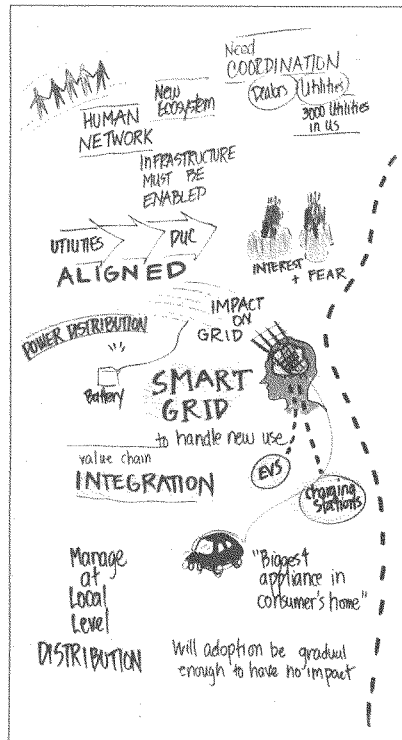 Need
COORDINATION
Dealers Utilities
3000 Utilities
in US
New
Ecosystem
HUMAN
NETWORK
INFRASTRUCTURE
MUST BE
ENABLED
UTILITIES PUC
ALIGNED
INTEREST
+ FEAR
POWER DISTRIBUTION
IMPACT
ON
GRID
Battery
SMART
GRID
to handle new use
EVS
Charging
Stations
value chain
INTEGRATION
Manage
at
Local
Level
DISTRIBUTION
"Biggest
appliance in
consumer's home"
Will adoption be gradual
enough to have no impact